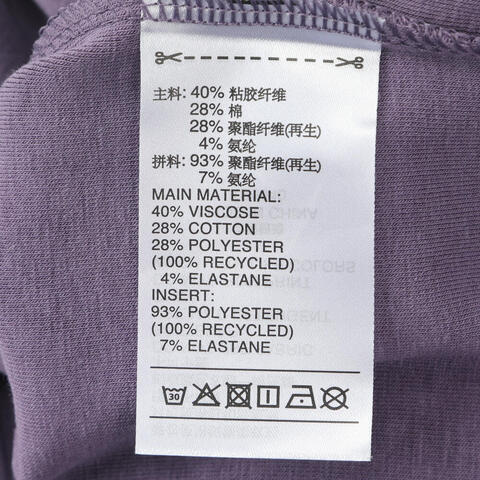 主料: 40% 粘胶纤维
28% 棉
28% 聚酯纤维(再生)
4% 氨纶
拼料: 93% 聚酯纤维(再生)
7% 氨纶
MAIN MATERIAL:
40% VISCOSE
28% COTTON
28% POLYESTER
(100% RECYCLED)
4% ELASTANE
INSERT:
93% POLYESTER
(100% RECYCLED)
7% ELASTANE
30